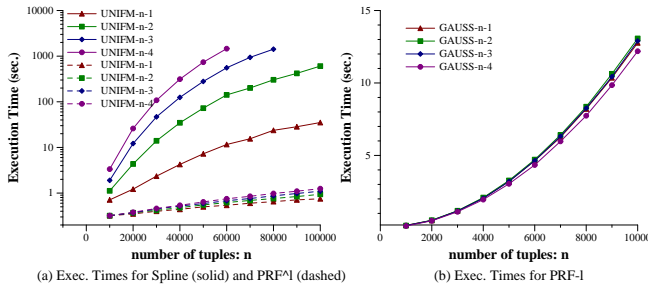 UNIFM-n-1
UNIFM-n-2
UNIFM-n-3
UNIFM-n-4
UNIFM-n-1
UNIFM-n-2
UNIFM-n-3
UNIFM-n-4
10000
1000
100
10
1
Execution Time (sec.)
0 20000 40000 60000 80000 100000
number of tuples: n
(a) Exec. Times for Spline (solid) and PRF^l (dashed)
GAUSS-n-1
GAUSS-n-2
GAUSS-n-3
GAUSS-n-4
15
10
5
Execution Time (sec.)
0 2000 4000 6000 8000 10000
number of tuples: n
(b) Exec. Times for PRF-l